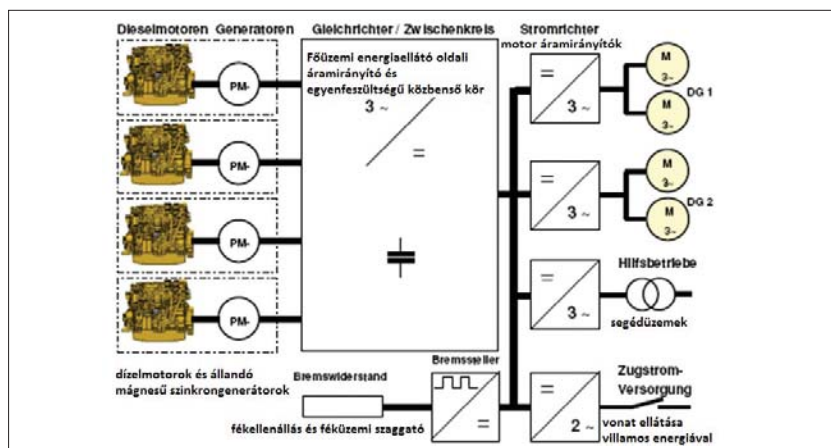 Dieselmotoren Generatoren
Gleichrichter / Zwischenkreis
Stromrichter
motor áramirányítók
Főüzemi energiaellátó oldali
áramirányító és
egyenfeszültségű közbenső kör
3 ~
=
PM-
PM-
PM-
PM-
=
3 ~
M
3~
M
3~
DG 1
=
3 ~
M
3~
M
3~
DG 2
=
3 ~
Hilfsbetriebe
segédüzemek
dízelmotorok és állandó
mágnesű szinkrongenerátorok
Bremswiderstand
Bremssteller
=
fékellenállás és féküzemi szaggató
=
2 ~
Zugstrom-
Versorgung
vonat ellátása
villamos energiával